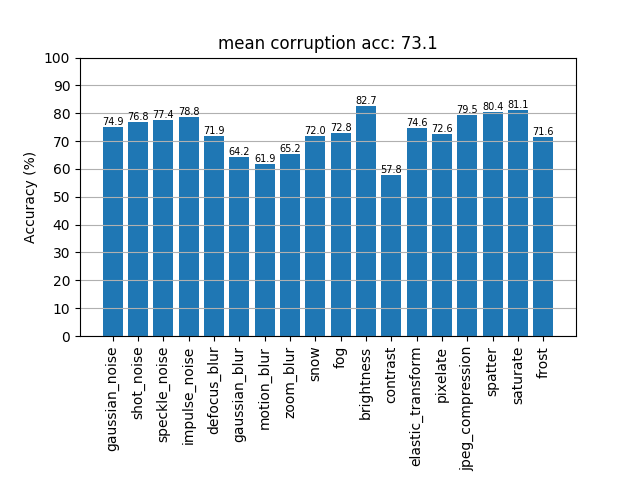 mean corruption acc: 73.1
Accuracy (%)
100
90
80
70
60
50
40
30
20
10
0
74.9
76.8
77.4
78.8
71.9
64.2
61.9
65.2
72.0
72.8
82.7
57.8
74.6
72.6
79.5
80.4
81.1
71.6
gaussian_noise
shot_noise
speckle_noise
impulse_noise
defocus_blur
gaussian_blur
motion_blur
zoom_blur
snow
fog
brightness
contrast
elastic_transform
pixelate
jpeg_compression
spatter
saturate
frost